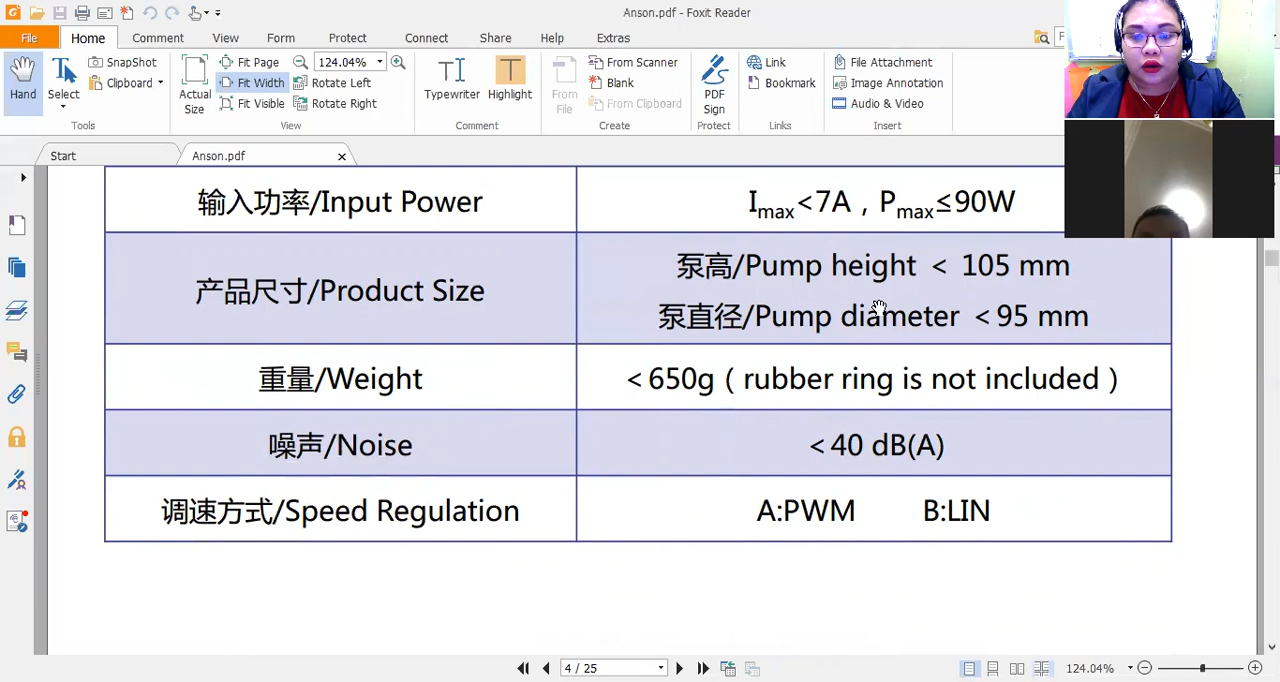 Anson.pdf - Foxit Reader
File Home Comment View Form Protect Connect Share Help Extras
Hand
Select
SnapShot
Clipboard
Tools
Actual Size
Fit Page
Fit Width
Fit Visible
124.04%
Rotate Left
Rotate Right
View
Typewriter
Highlight
Comment
From File
From Scanner
Blank
From Clipboard
Create
PDF Sign
Protect
Link
Bookmark
Links
File Attachment
Image Annotation
Audio & Video
Insert
Start Anson.pdf
输入功率/Input Power Imax<7A，Pmax≤90W
产品尺寸/Product Size
泵高/Pump height ＜ 105 mm
泵直径/Pump diameter ＜95 mm
重量/Weight ＜650g（rubber ring is not included）
噪声/Noise ＜40 dB(A)
调速方式/Speed Regulation A:PWM B:LIN
4 / 25 124.04%